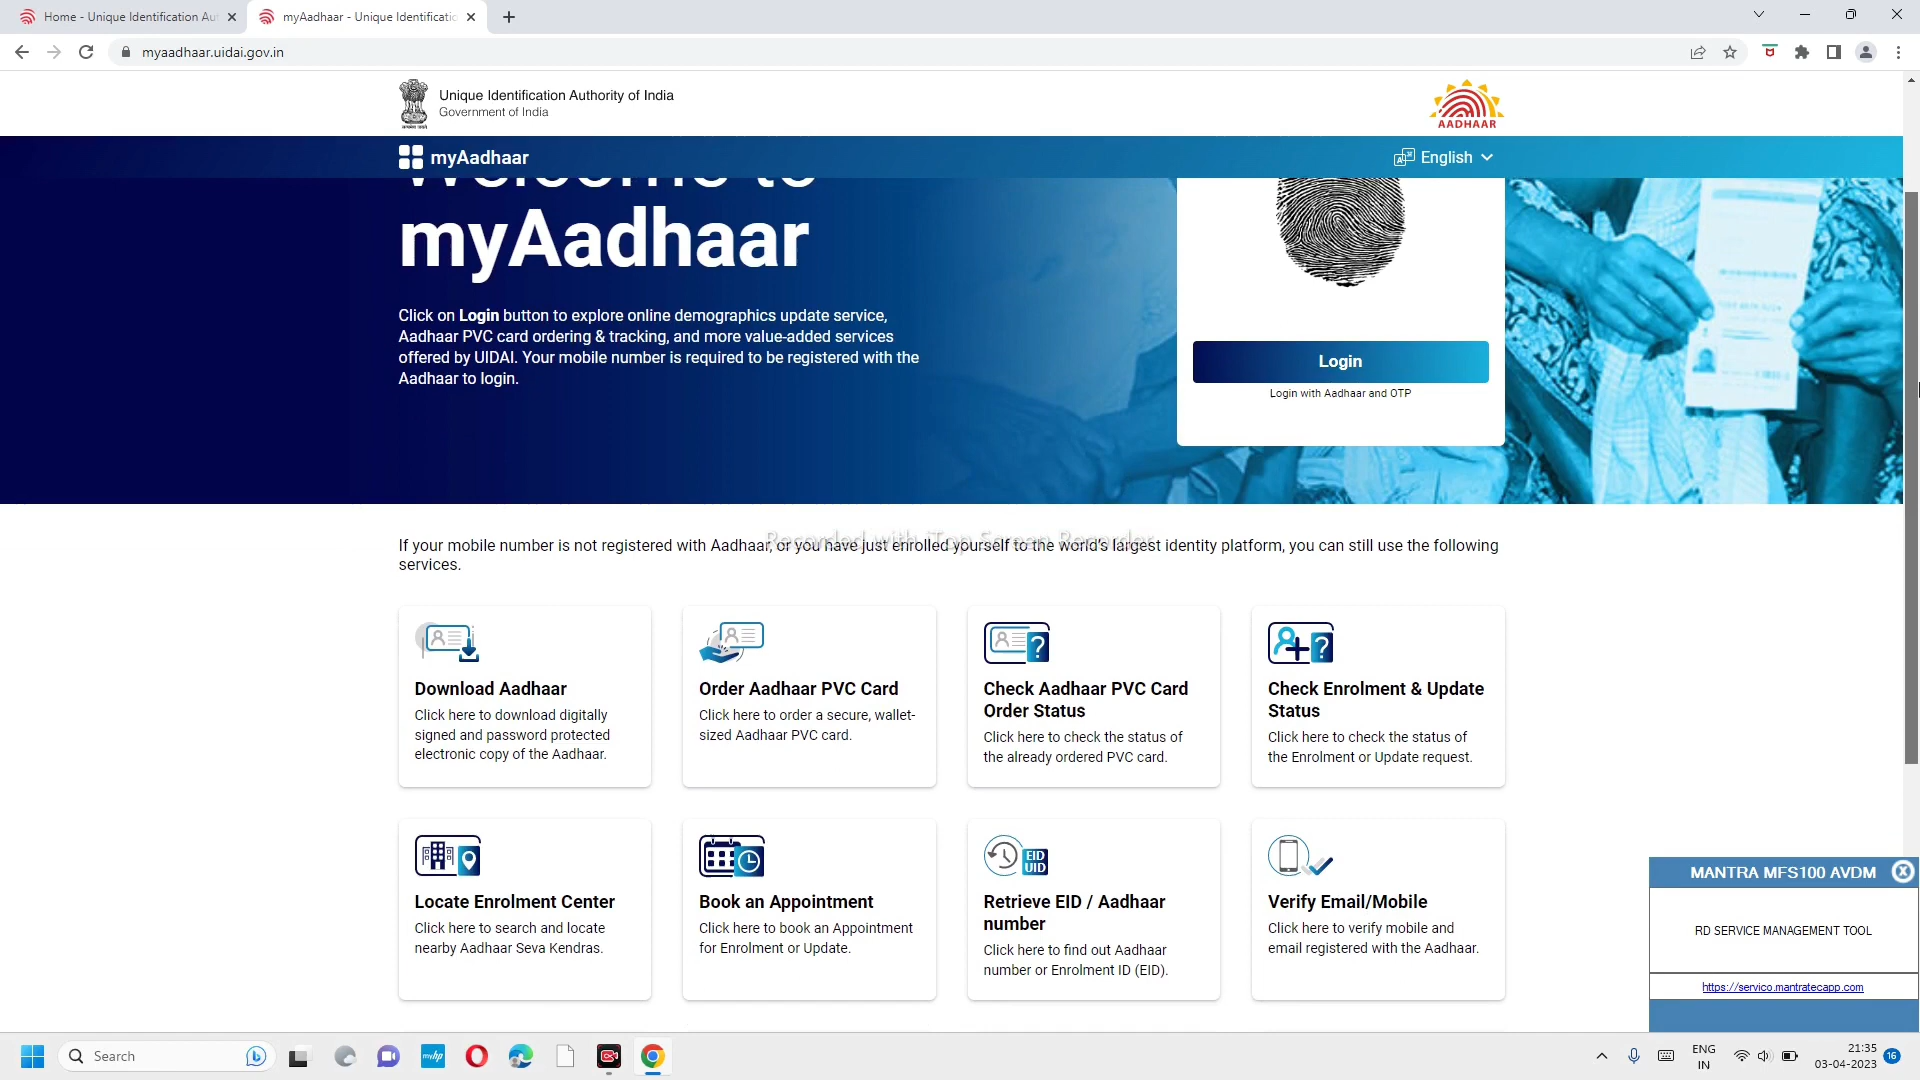 Home - Unique Identification Aut
myAadhaar - Unique Identificatic
myaadhaar.uidai.gov.in
Unique Identification Authority of India
Government of India
AADHAAR
myAadhaar
English
Welcome to
myAadhaar
Click on Login button to explore online demographics update service,
Aadhaar PVC card ordering & tracking, and more value-added services
offered by UIDAI. Your mobile number is required to be registered with the
Aadhaar to login.
Login
Login with Aadhaar and OTP
Recorded with iTop Screen Recorder
If your mobile number is not registered with Aadhaar, or you have just enrolled yourself to the world's largest identity platform, you can still use the following
services.
Download Aadhaar
Click here to download digitally
signed and password protected
electronic copy of the Aadhaar.
Order Aadhaar PVC Card
Click here to order a secure, wallet-
sized Aadhaar PVC card.
Check Aadhaar PVC Card
Order Status
Click here to check the status of
the already ordered PVC card.
Check Enrolment & Update
Status
Click here to check the status of
the Enrolment or Update request.
Locate Enrolment Center
Click here to search and locate
nearby Aadhaar Seva Kendras.
Book an Appointment
Click here to book an Appointment
for Enrolment or Update.
EID
UID
Retrieve EID / Aadhaar
number
Click here to find out Aadhaar
number or Enrolment ID (EID).
Verify Email/Mobile
Click here to verify mobile and
email registered with the Aadhaar.
MANTRA MFS100 AVDM
RD SERVICE MANAGEMENT TOOL
https://servico.mantratecapp.com
Search
myhp
ENG
IN
21:35
03-04-2023
16